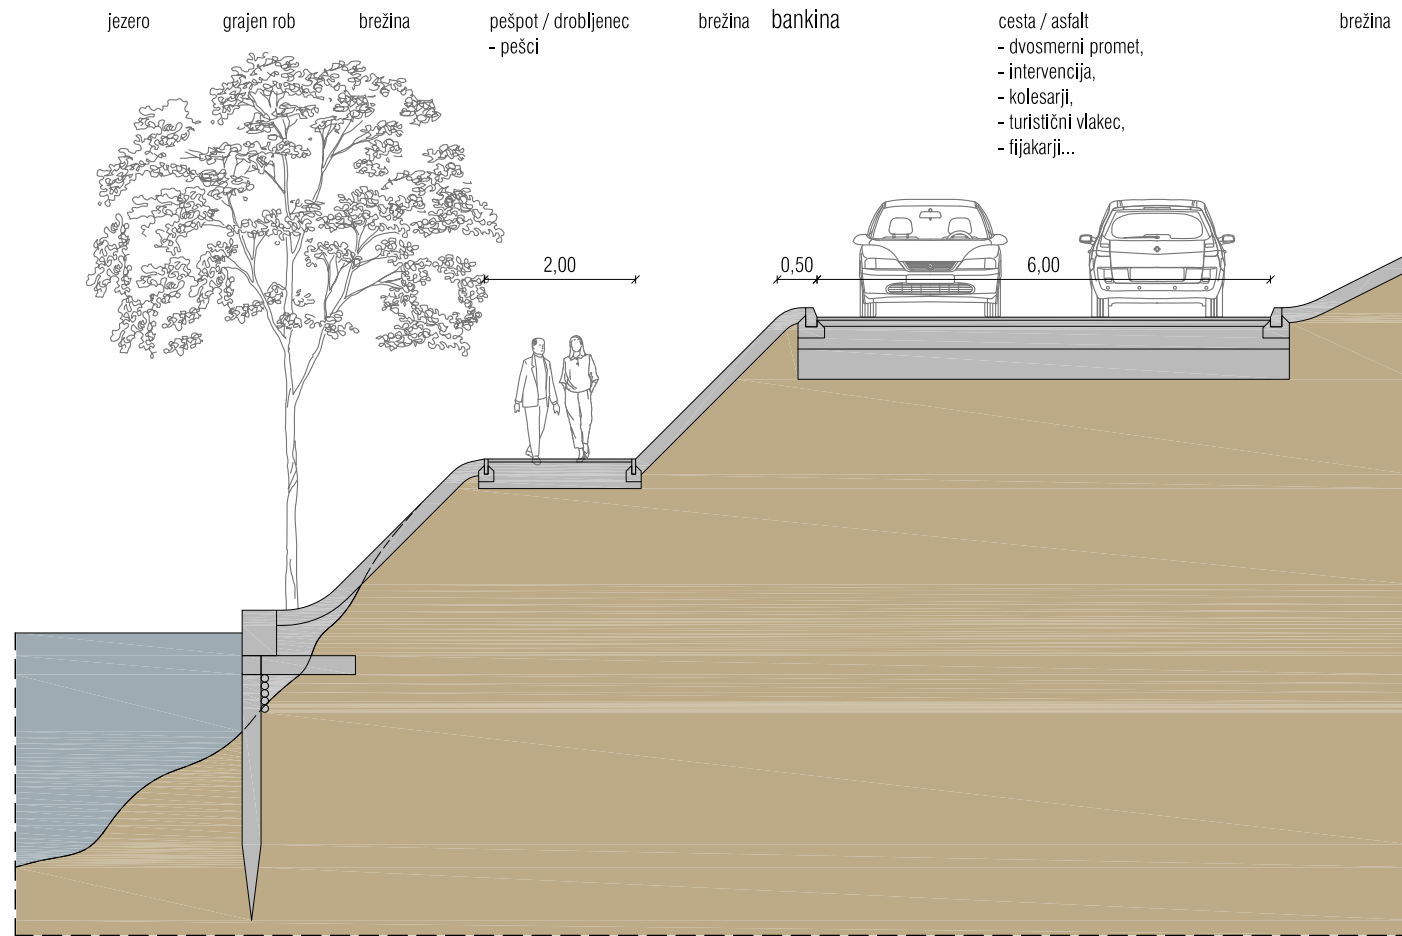 jezero
grajen rob
brežina
pešpot / drobljenec
- pešci
brežina
bankina
cesta / asfalt
- dvosmerni promet,
- intervencija,
- kolesarji,
- turistični vlakec,
- fijakarji...
brežina
2,00
0,50
6,00